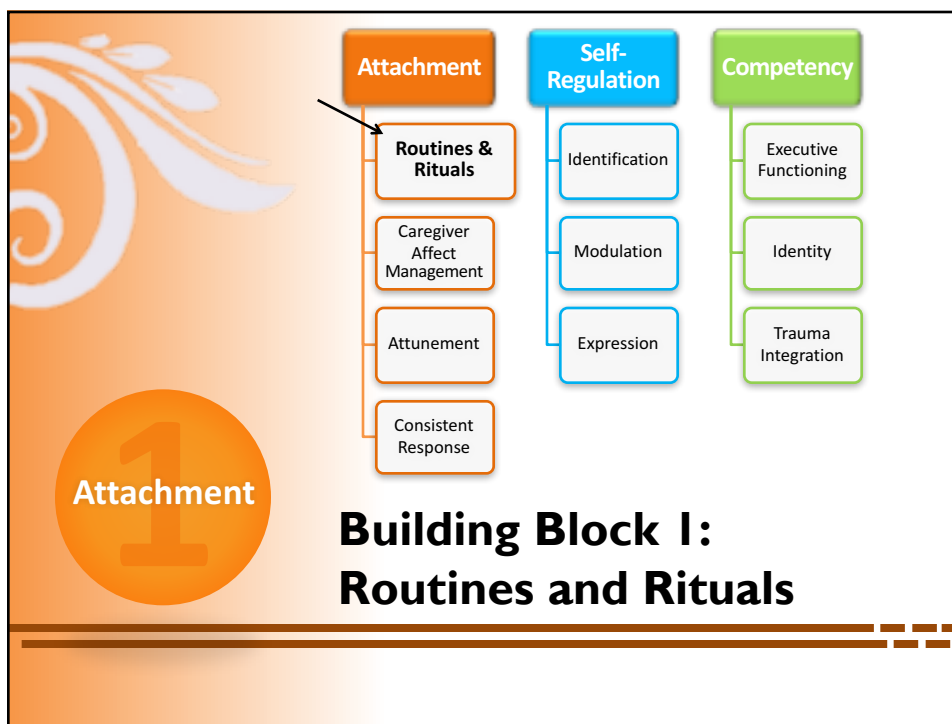 Attachment
Routines &
Rituals
Caregiver
Affect
Management
Attunement
Consistent
Response
Self-
Regulation
Identification
Modulation
Expression
Competency
Executive
Functioning
Identity
Trauma
Integration
1
Attachment
Building Block 1:
Routines and Rituals